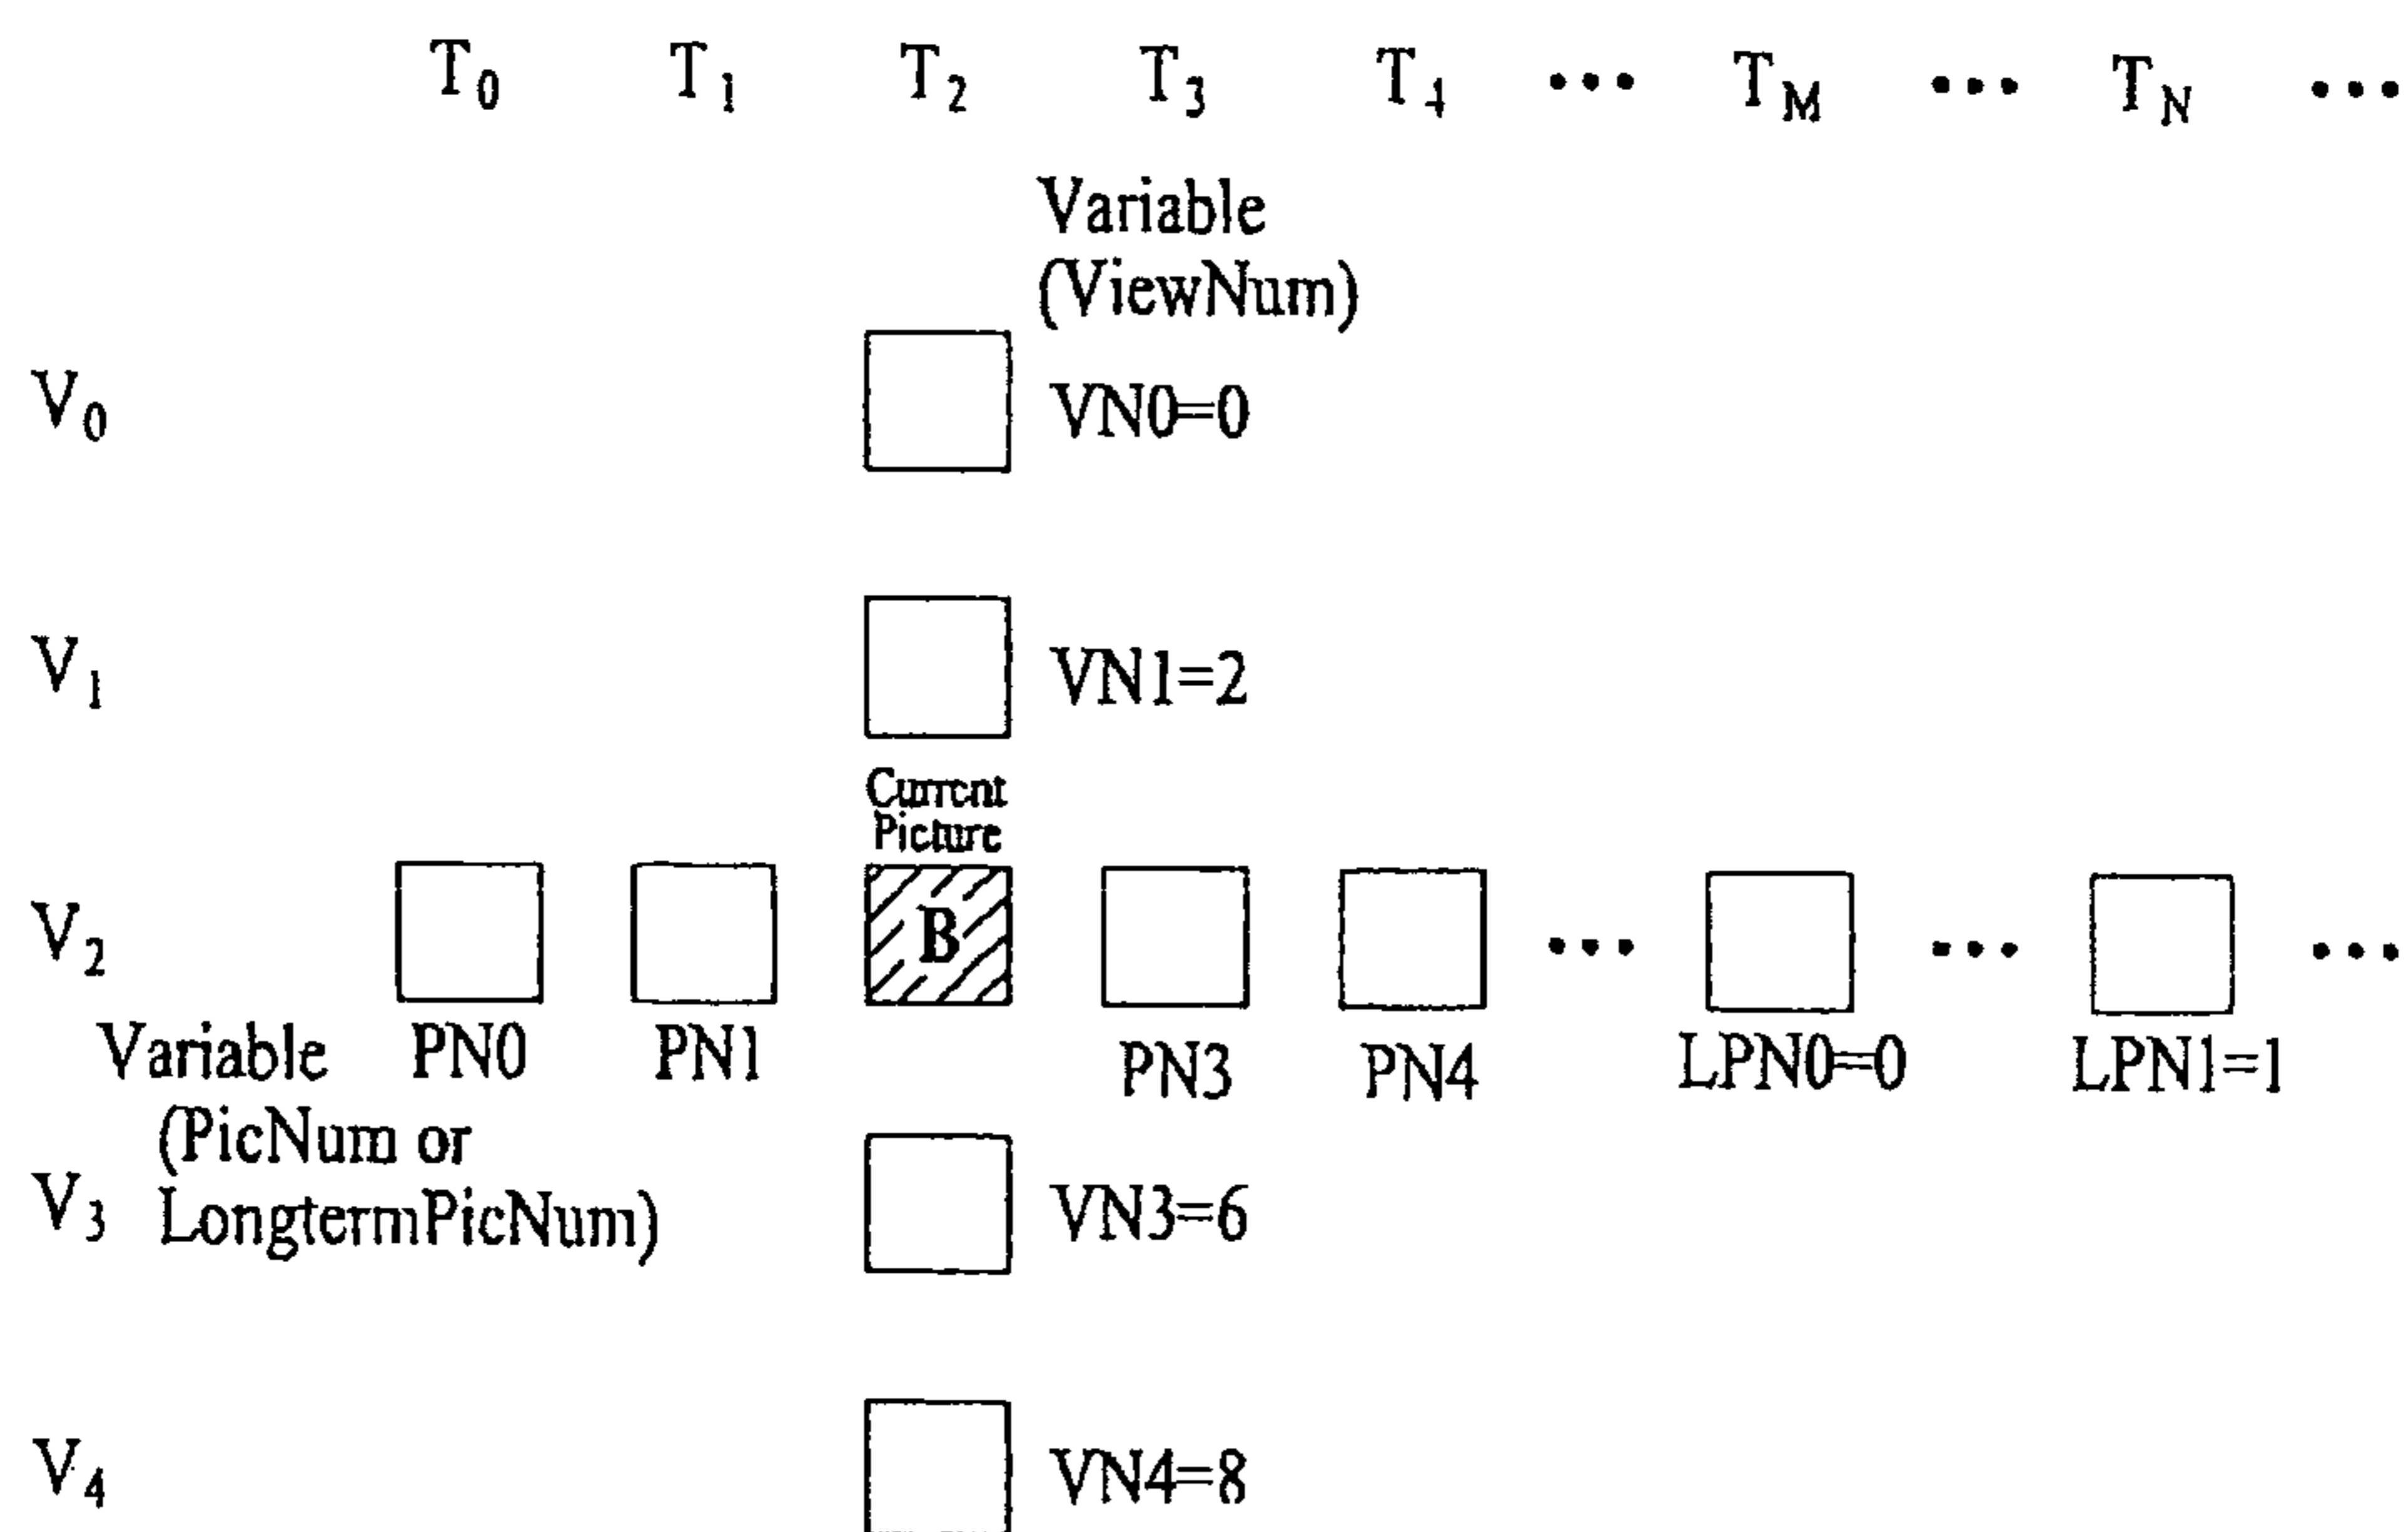 T0 T1 T2 T3 T4 ••• TM ••• TN •••
Variable
(ViewNum)
V0 VN0=0
V1 VN1=2
Current
Picture
V2 B ••• ••• •••
Variable PN0 PN1 PN3 PN4 LPN0=0 LPN1=1
(PicNum or
LongtermPicNum)
V3 VN3=6
V4 VN4=8